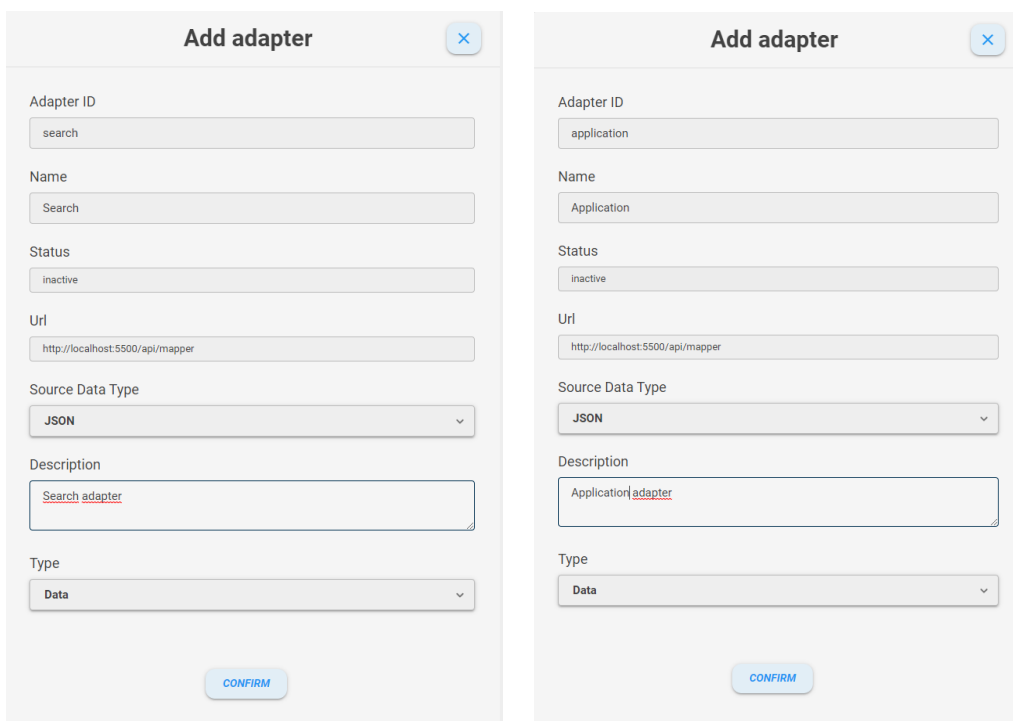 Add adapter
Adapter ID
search
Name
Search
Status
inactive
Url
http://localhost:5500/api/mapper
Source Data Type
JSON
Description
Search adapter
Type
Data
CONFIRM
Add adapter
Adapter ID
application
Name
Application
Status
inactive
Url
http://localhost:5500/api/mapper
Source Data Type
JSON
Description
Application adapter
Type
Data
CONFIRM